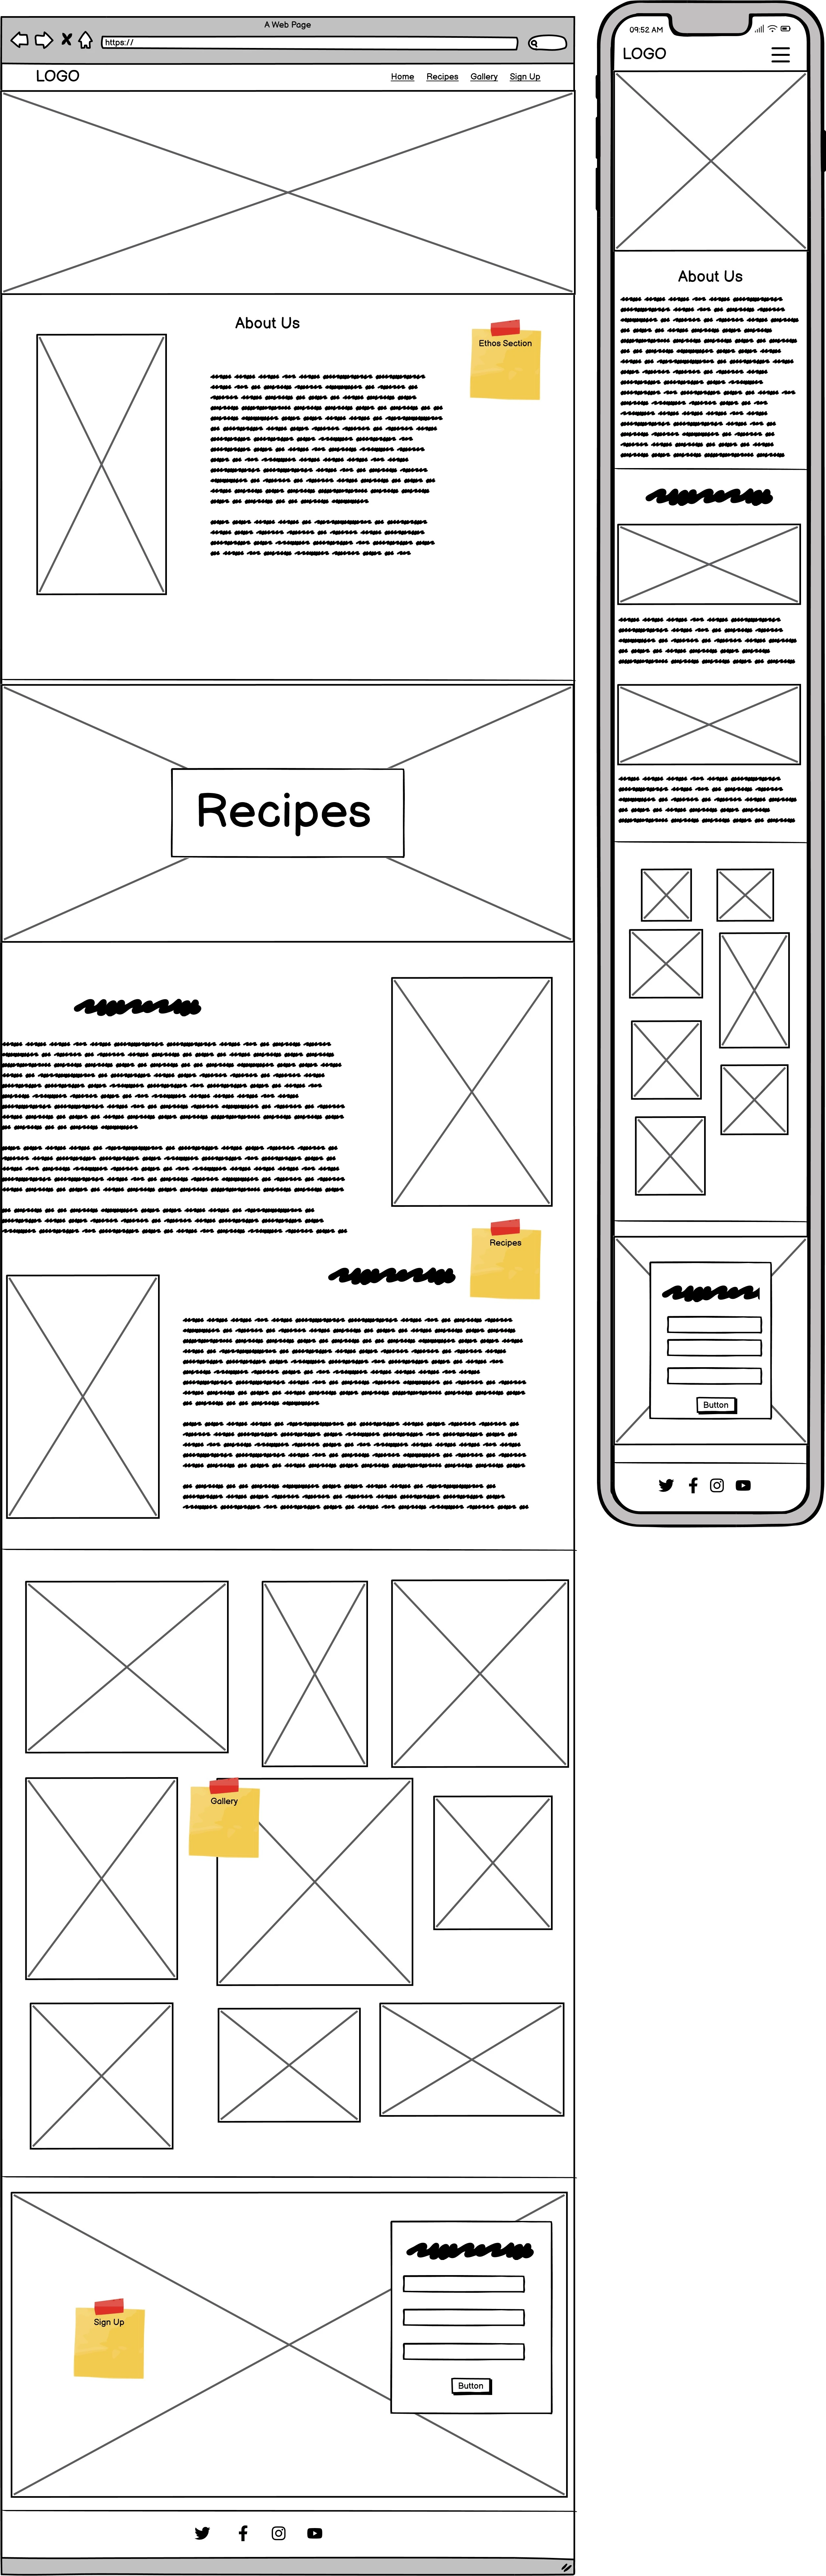 A Web Page
https://
LOGO
Home Recipes Gallery Sign Up
About Us
Ethos Section
Recipes
Recipes
Gallery
Sign Up
Button
09:52 AM
LOGO
About Us
Button